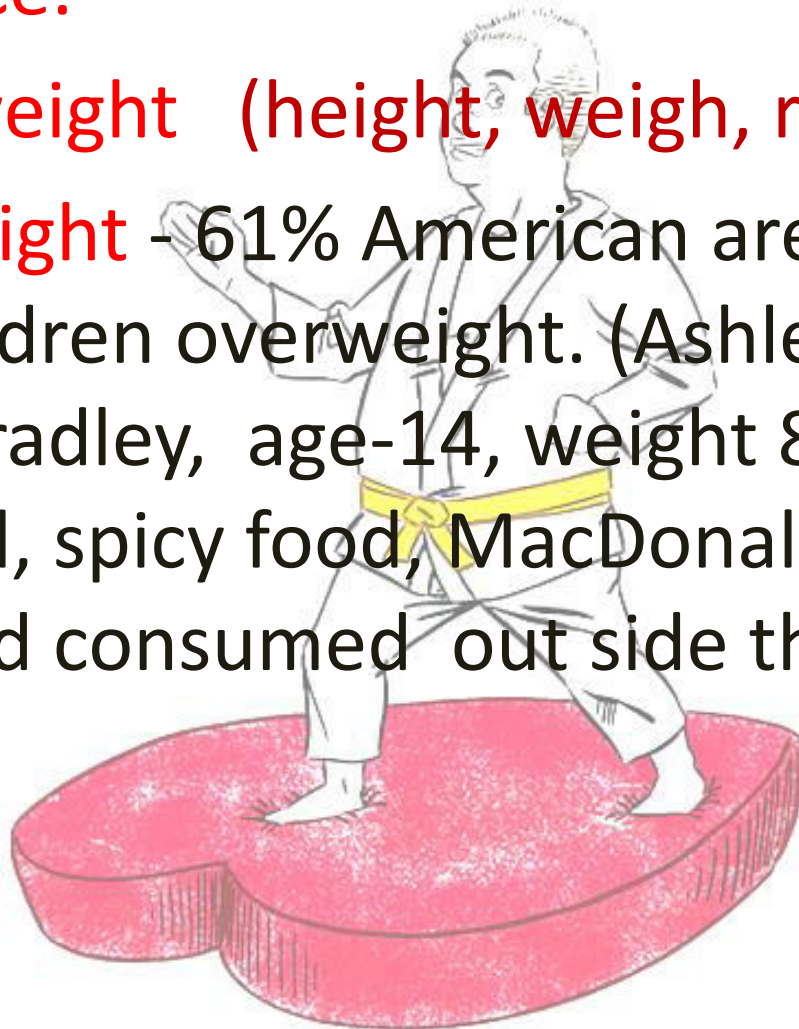 ce.
eight (height, weigh, r
ight - 61% American are
dren overweight. (Ashle
radley, age-14, weight 8
, spicy food, MacDonal
d consumed out side th